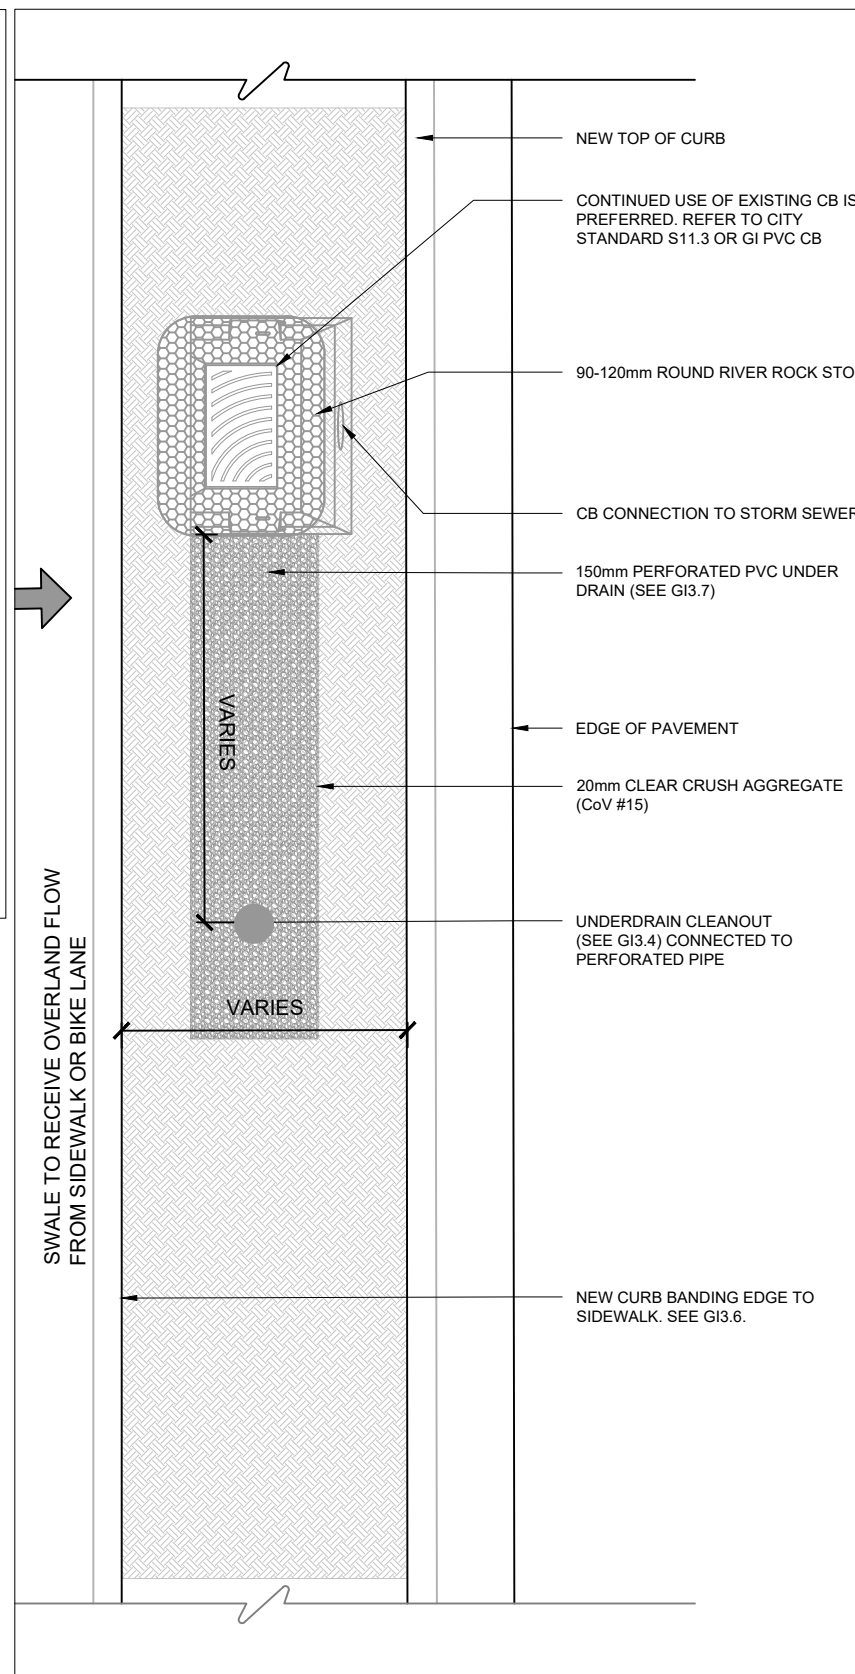 NEW TOP OF CURB
CONTINUED USE OF EXISTING CB IS
PREFERRED. REFER TO CITY
STANDARD S11.3 OR GI PVC CB
90-120mm ROUND RIVER ROCK STO
CB CONNECTION TO STORM SEWER
150mm PERFORATED PVC UNDER
DRAIN (SEE GI3.7)
VARIES
EDGE OF PAVEMENT
20mm CLEAR CRUSH AGGREGATE
(CoV #15)
UNDERDRAIN CLEANOUT
(SEE GI3.4) CONNECTED TO
PERFORATED PIPE
VARIES
SWALE TO RECEIVE OVERLAND FLOW
FROM SIDEWALK OR BIKE LANE
NEW CURB BANDING EDGE TO
SIDEWALK. SEE GI3.6.